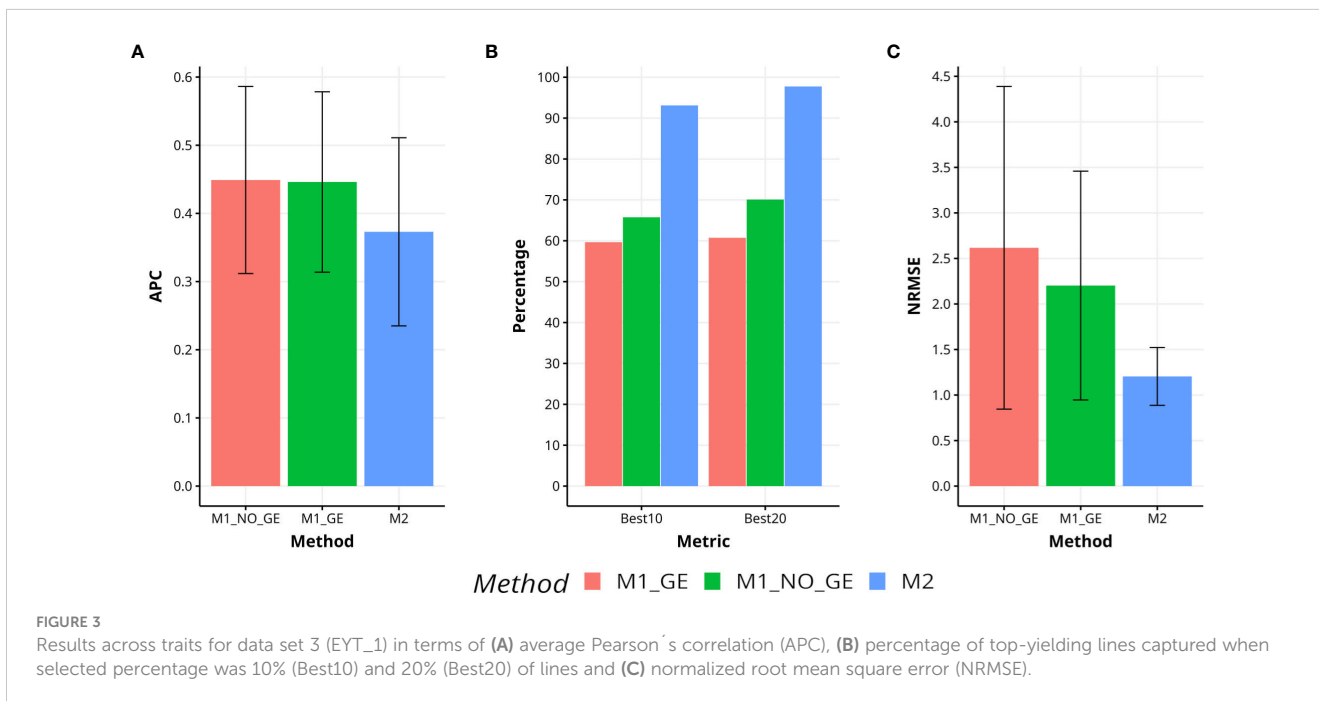 A
0.6
0.5
0.4
0.3
0.2
0.1
0.0
APC
M1_NO_GE M1_GE M2
Method
B
100
90
80
70
60
50
40
30
20
10
0
Percentage
Best10 Best20
Metric
C
4.5
4.0
3.5
3.0
2.5
2.0
1.5
1.0
0.5
0.0
NRMSE
M1_NO_GE M1_GE M2
Method
Method M1_GE M1_NO_GE M2
FIGURE 3
Results across traits for data set 3 (EYT_1) in terms of (A) average Pearson´s correlation (APC), (B) percentage of top-yielding lines captured when
selected percentage was 10% (Best10) and 20% (Best20) of lines and (C) normalized root mean square error (NRMSE).